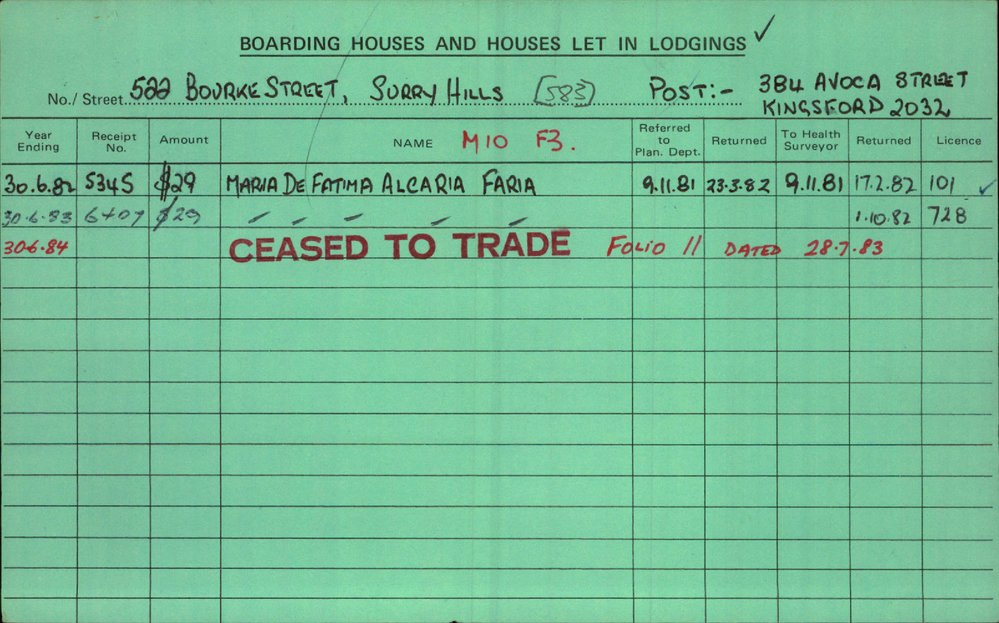 BOARDING HOUSES AND HOUSES LET IN LODGINGS ✓
No./ Street 522 BOURKE STREET, SURRY HILLS (583) POST:- 384 AVOCA STREET
KINGSFORD 2032
Year Ending Receipt No. Amount NAME M10 F3. Referred to Plan. Dept. Returned To Health Surveyor Returned Licence
30.6.82 5345 $29 MARIA DE FATIMA ALCARIA FARIA 9.11.81 23.3.82 9.11.81 17.2.82 101 ✓
30.6.83 6407 $29 " " " " " 1.10.82 728
30.6.84 CEASED TO TRADE FOLIO 11 DATED 28.7.83